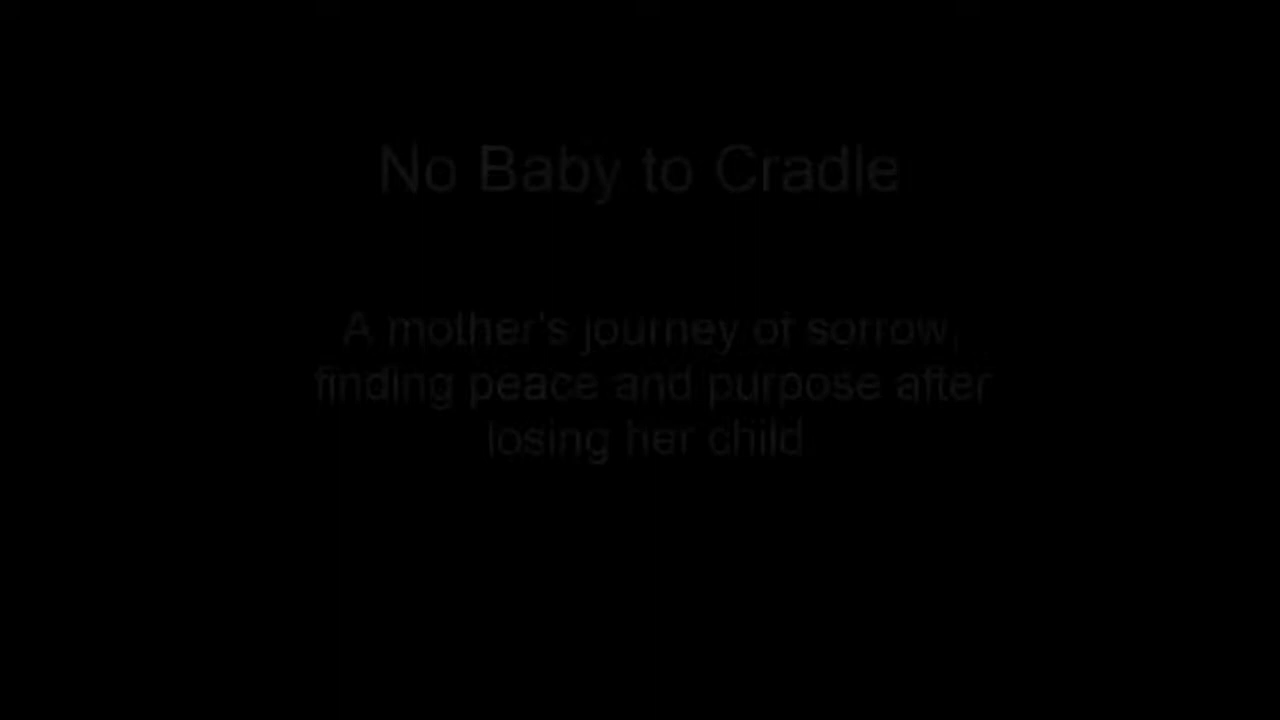 No Baby to Cradle
A mother's journey of sorrow,
finding peace and purpose after
losing her child